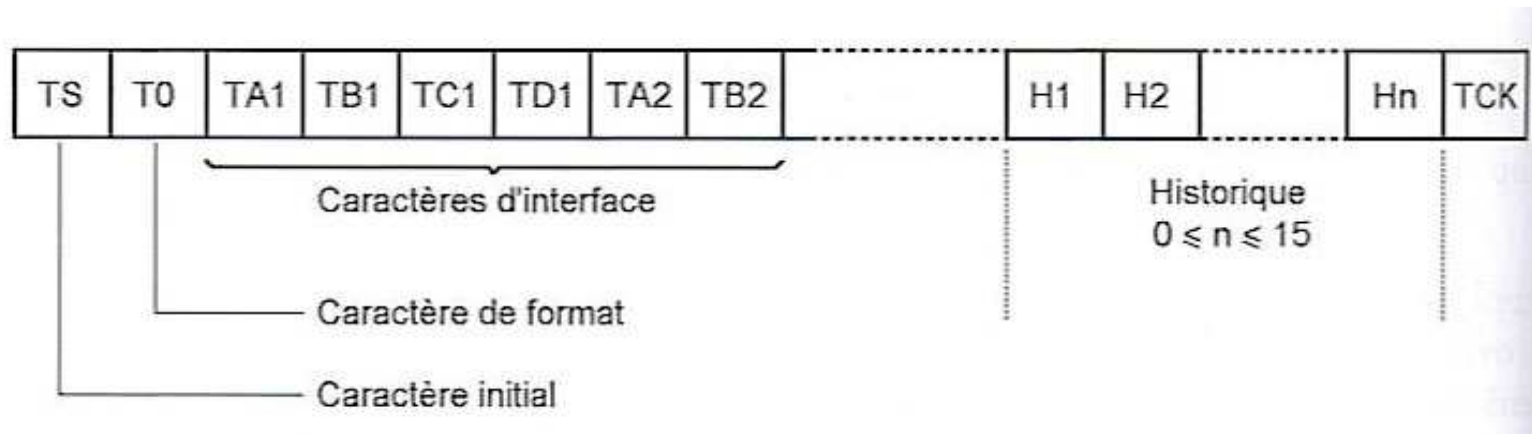 TS T0 TA1 TB1 TC1 TD1 TA2 TB2 H1 H2 Hn TCK
Caractères d'interface
Historique
0 ≤ n ≤ 15
Caractère de format
Caractère initial